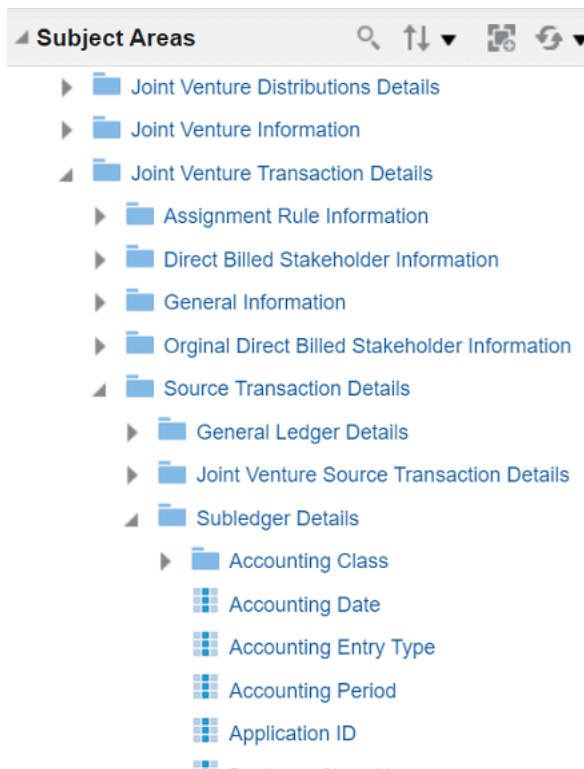 Subject Areas
Joint Venture Distributions Details
Joint Venture Information
Joint Venture Transaction Details
Assignment Rule Information
Direct Billed Stakeholder Information
General Information
Orginal Direct Billed Stakeholder Information
Source Transaction Details
General Ledger Details
Joint Venture Source Transaction Details
Subledger Details
Accounting Class
Accounting Date
Accounting Entry Type
Accounting Period
Application ID